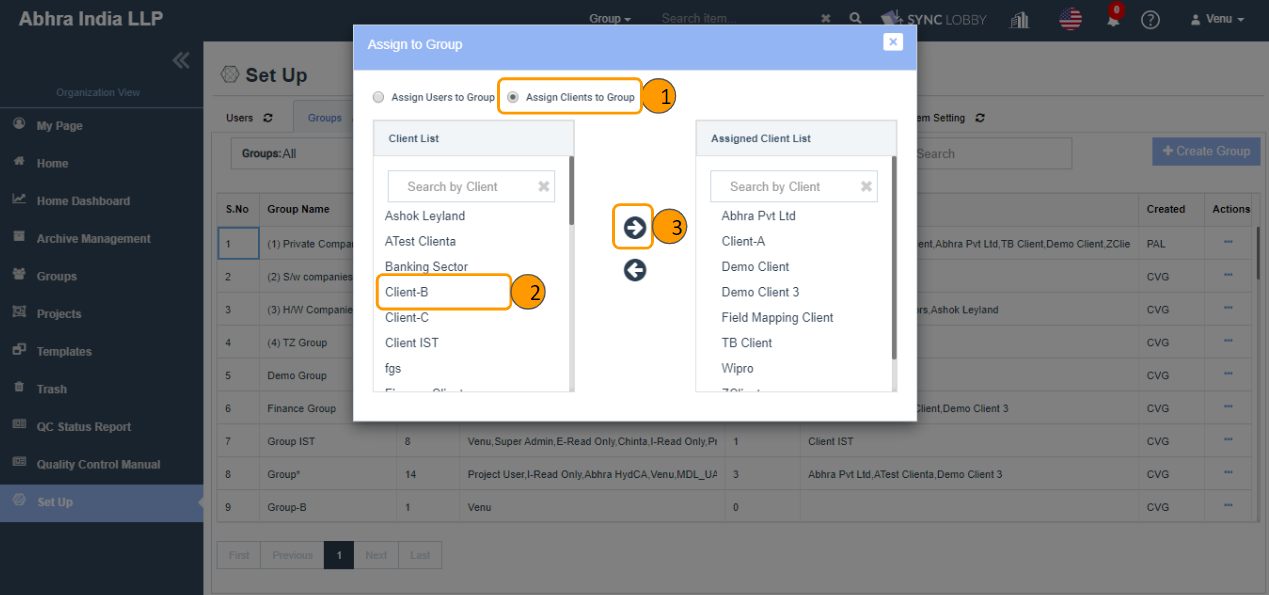 Abhra India LLP
Group
Search item...
SYNC LOBBY
0
Venu
Organization View
My Page
Home
Home Dashboard
Archive Management
Groups
Projects
Templates
Trash
QC Status Report
Quality Control Manual
Set Up
Set Up
Users
Groups
em Setting
Groups:All
Search
+ Create Group
Assign to Group
Assign Users to Group
Assign Clients to Group
1
Client List
Search by Client
Ashok Leyland
ATest Clienta
Banking Sector
Client-B
2
Client-C
Client IST
fgs
3
Assigned Client List
Search by Client
Abhra Pvt Ltd
Client-A
Demo Client
Demo Client 3
Field Mapping Client
TB Client
Wipro
S.No Group Name Created Actions
1 (1) Private Compa ent,Abhra Pvt Ltd,TB Client,Demo Client,ZClie PAL
2 (2) S/w companies CVG
3 (3) H/W Companie rs,Ashok Leyland CVG
4 (4) TZ Group CVG
5 Demo Group CVG
6 Finance Group Client,Demo Client 3 CVG
7 Group IST 8 Venu,Super Admin,E-Read Only,Chinta,I-Read Only,Pr 1 Client IST CVG
8 Group* 14 Project User,I-Read Only,Abhra HydCA,Venu,MDL_UA 3 Abhra Pvt Ltd,ATest Clienta,Demo Client 3 CVG
9 Group-B 1 Venu 0 CVG
First Previous 1 Next Last